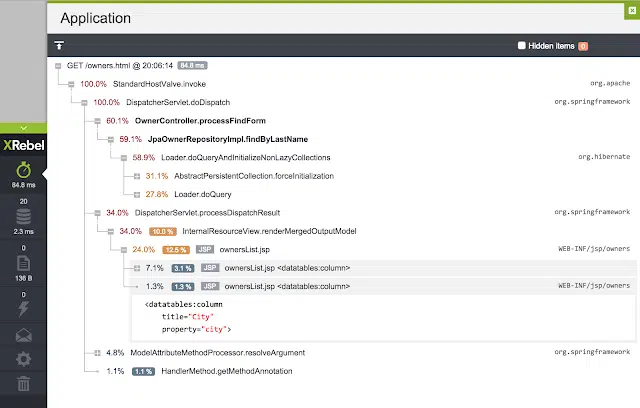 Application
Hidden items 0
GET /owners.html @ 20:06:14 84.8 ms
100.0% StandardHostValve.invoke org.apache
100.0% DispatcherServlet.doDispatch org.springframework
60.1% OwnerController.processFindForm
59.1% JpaOwnerRepositoryImpl.findByLastName
58.9% Loader.doQueryAndInitializeNonLazyCollections org.hibernate
31.1% AbstractPersistentCollection.forceInitialization
27.8% Loader.doQuery
34.0% DispatcherServlet.processDispatchResult org.springframework
34.0% 10.0 % InternalResourceView.renderMergedOutputModel
24.0% 12.5 % JSP ownersList.jsp WEB-INF/jsp/owners
7.1% 3.1 % JSP ownersList.jsp <datatables:column>
1.3% 1.3 % JSP ownersList.jsp <datatables:column> WEB-INF/jsp/owners
<datatables:column
title="City"
property="city">
4.8% ModelAttributeMethodProcessor.resolveArgument org.springframework
1.1% 1.1 % HandlerMethod.getMethodAnnotation
XRebel
84.8 ms
20
2.3 ms
0
136 B
0